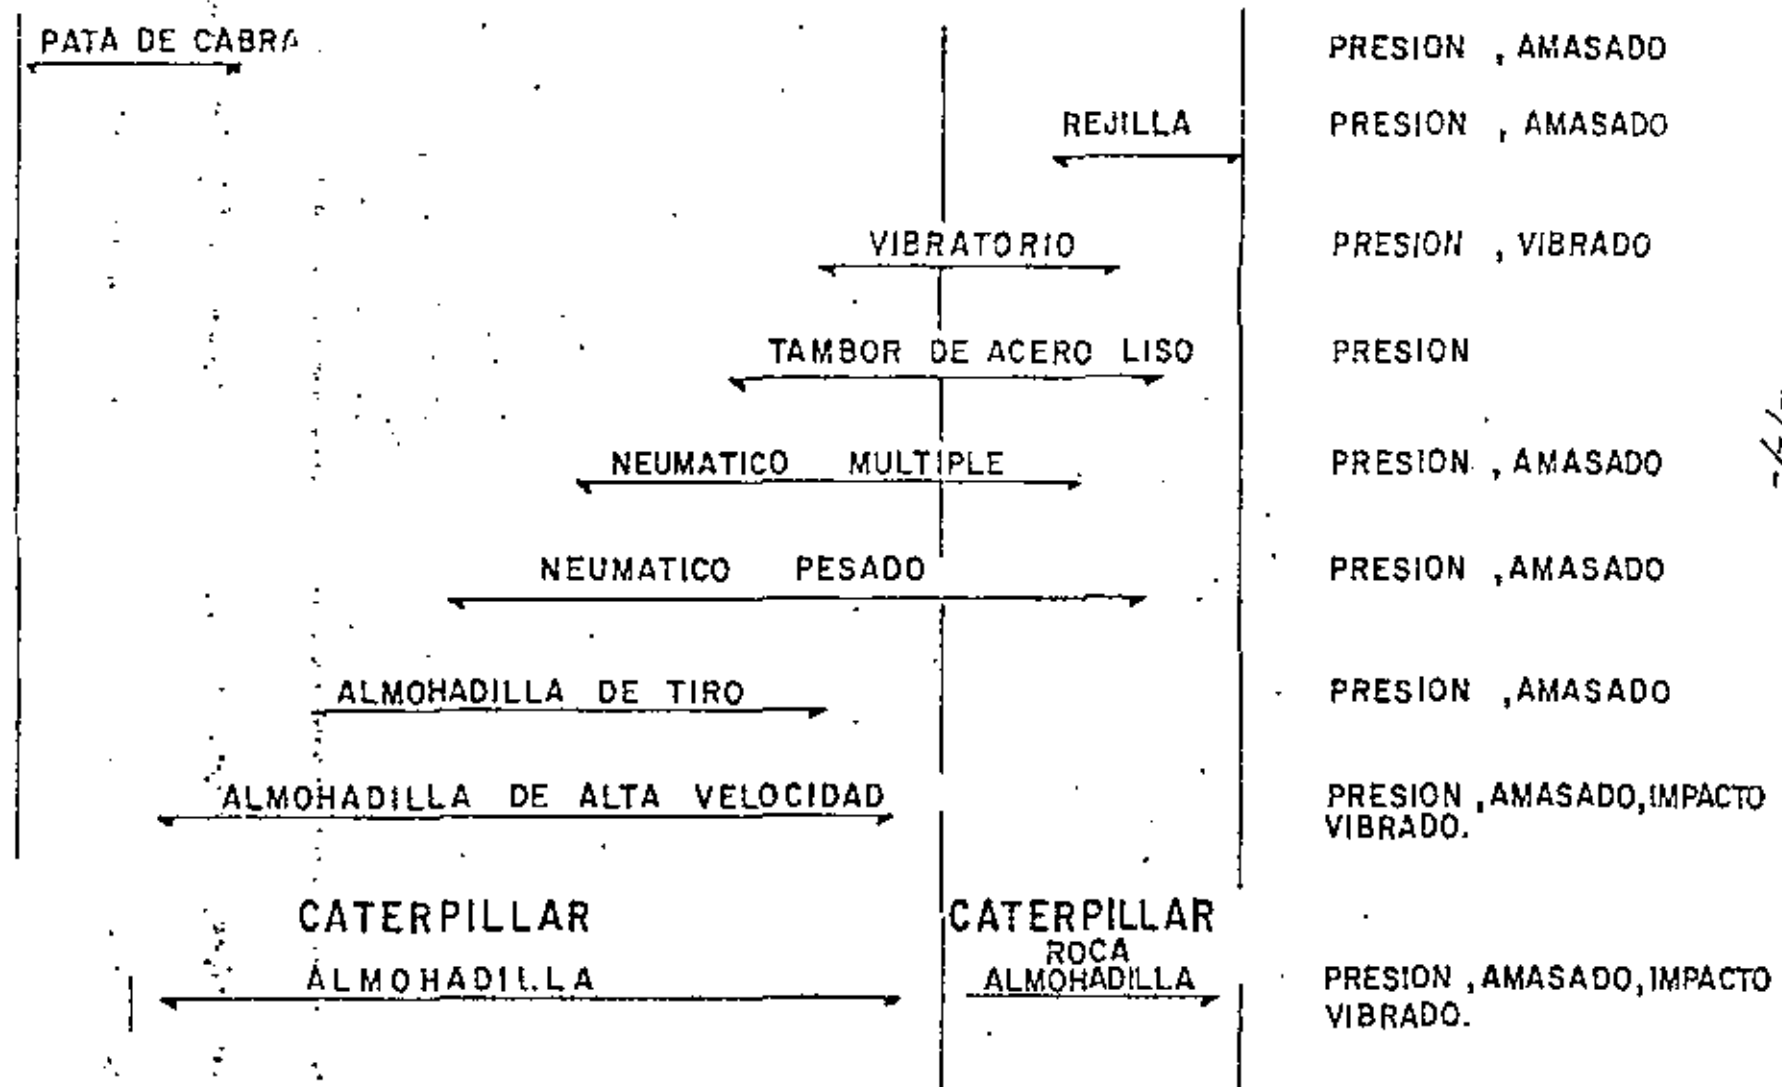 PATA DE CABRA
PRESION , AMASADO
REJILLA
PRESION , AMASADO
VIBRATORIO
PRESION , VIBRADO
TAMBOR DE ACERO LISO
PRESION
NEUMATICO MULTIPLE
PRESION , AMASADO
NEUMATICO PESADO
PRESION , AMASADO
ALMOHADILLA DE TIRO
PRESION , AMASADO
ALMOHADILLA DE ALTA VELOCIDAD
PRESION , AMASADO, IMPACTO
VIBRADO.
CATERPILLAR
ALMOHADILLA
CATERPILLAR
ROCA
ALMOHADILLA
PRESION , AMASADO, IMPACTO
VIBRADO.